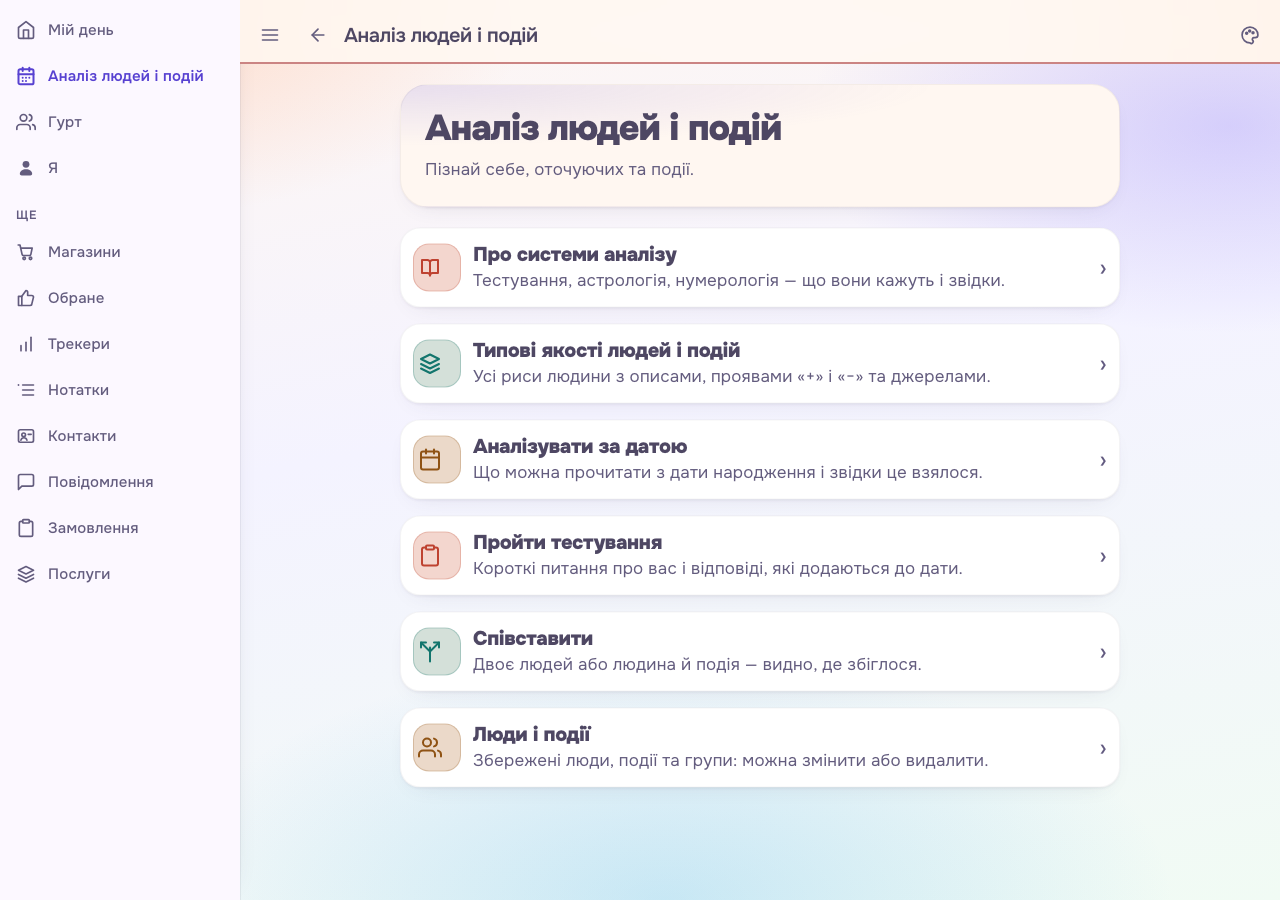 Мій день
Аналіз людей і подій
Гурт
Я
ЩЕ
Магазини
Обране
Трекери
Нотатки
Контакти
Повідомлення
Замовлення
Послуги
Аналіз людей і подій
Аналіз людей і подій
Пізнай себе, оточуючих та події.
Про системи аналізу
Тестування, астрологія, нумерологія — що вони кажуть і звідки.
Типові якості людей і подій
Усі риси людини з описами, проявами «+» і «−» та джерелами.
Аналізувати за датою
Що можна прочитати з дати народження і звідки це взялося.
Пройти тестування
Короткі питання про вас і відповіді, які додаються до дати.
Співставити
Двоє людей або людина й подія — видно, де збіглося.
Люди і події
Збережені люди, події та групи: можна змінити або видалити.